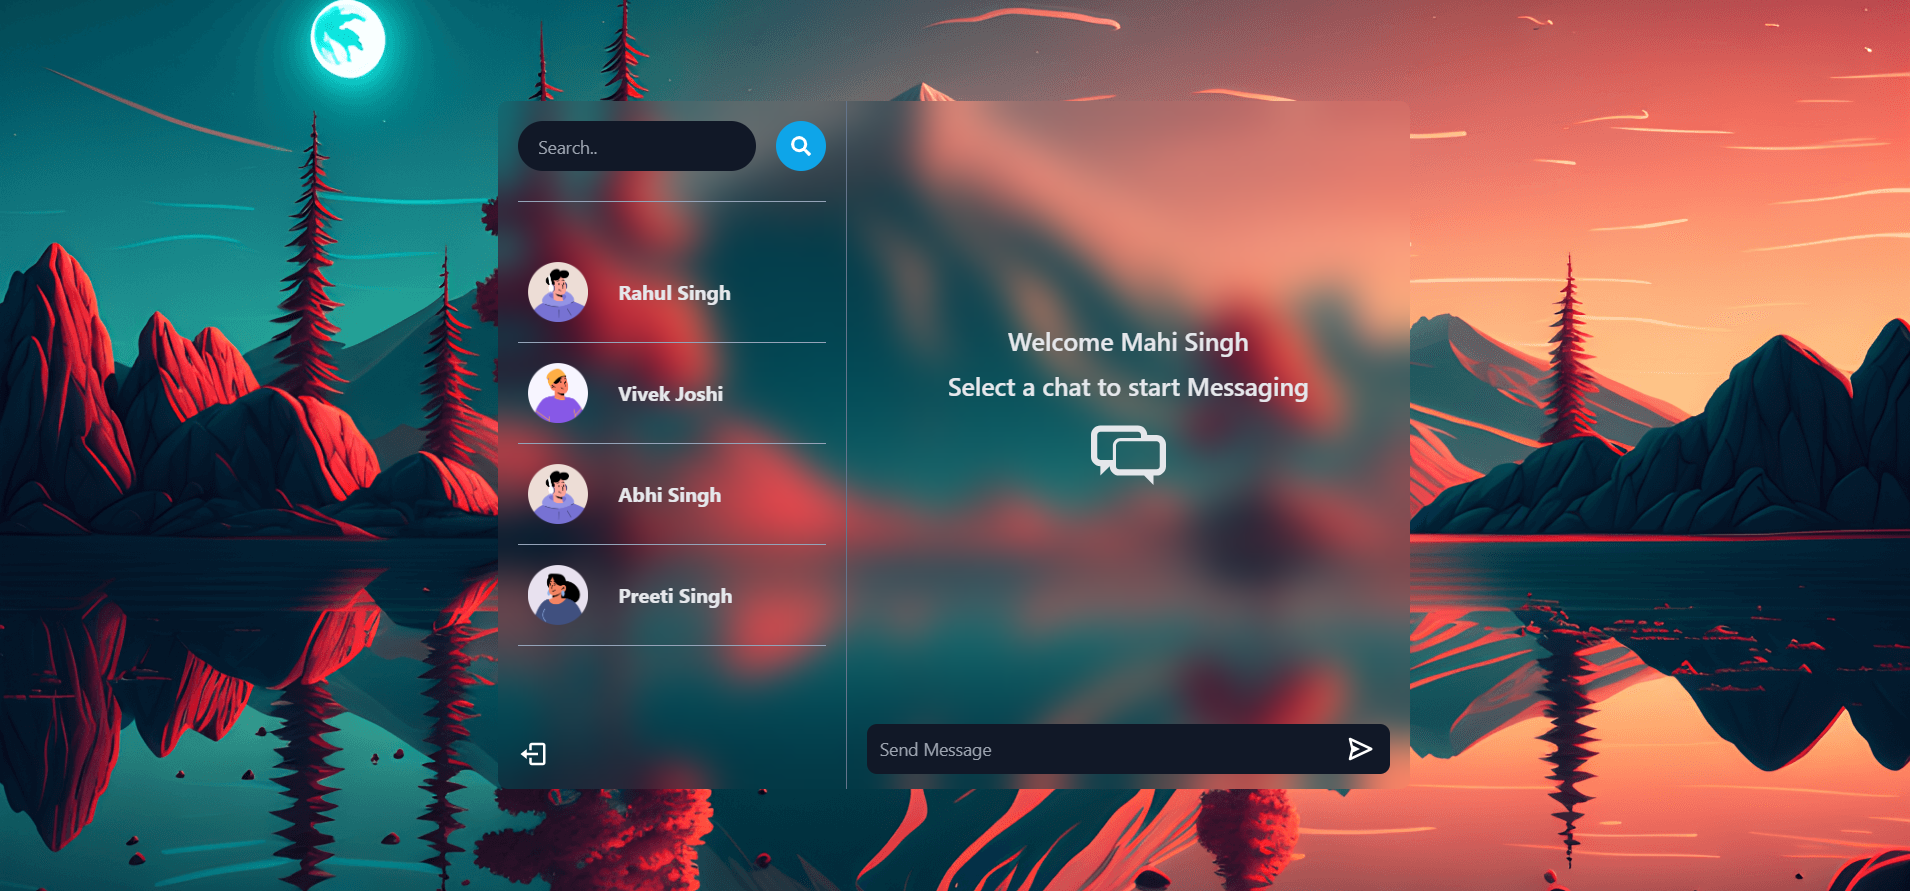 Search..
Rahul Singh
Vivek Joshi
Abhi Singh
Preeti Singh
Welcome Mahi Singh
Select a chat to start Messaging
Send Message